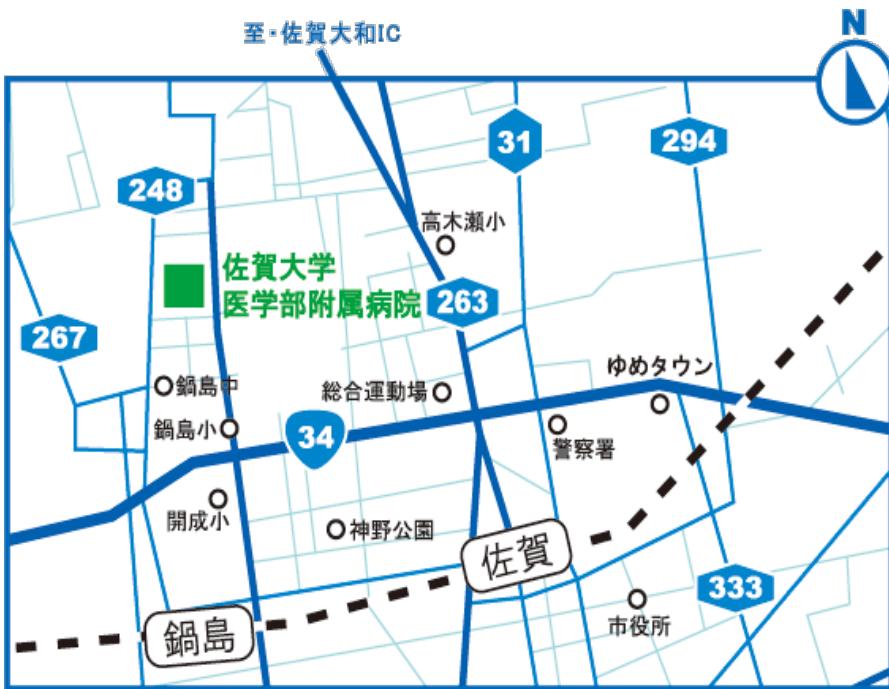 至・佐賀大和IC
N
31
294
248
高木瀬小
佐賀大学
医学部附属病院
263
267
ゆめタウン
鍋島中
総合運動場
鍋島小
34
警察署
開成小
神野公園
佐賀
333
市役所
鍋島